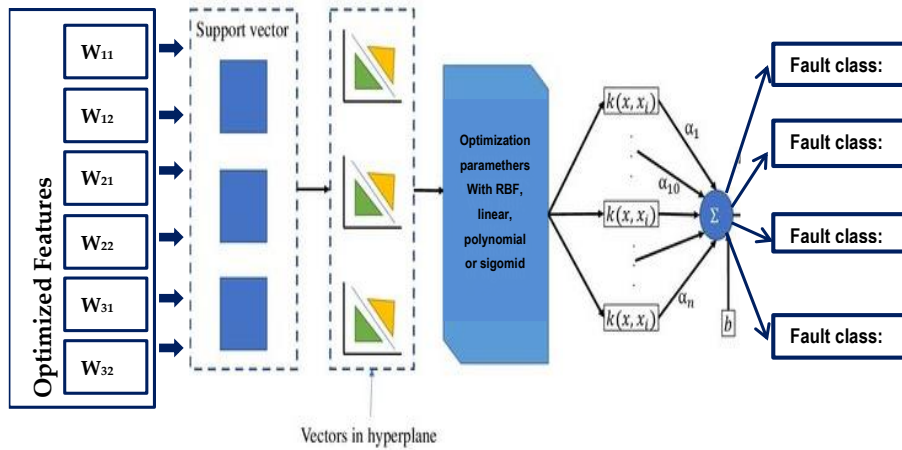 Optimized Features
W11
W12
W21
W22
W31
W32
Support vector
Vectors in hyperplane
Optimization
paramethers
With RBF,
linear,
polynomial
or sigomid
k(x, xi)
k(x, xi)
k(x, xi)
α1
α10
αn
Σ
b
Fault class:
Fault class:
Fault class:
Fault class: